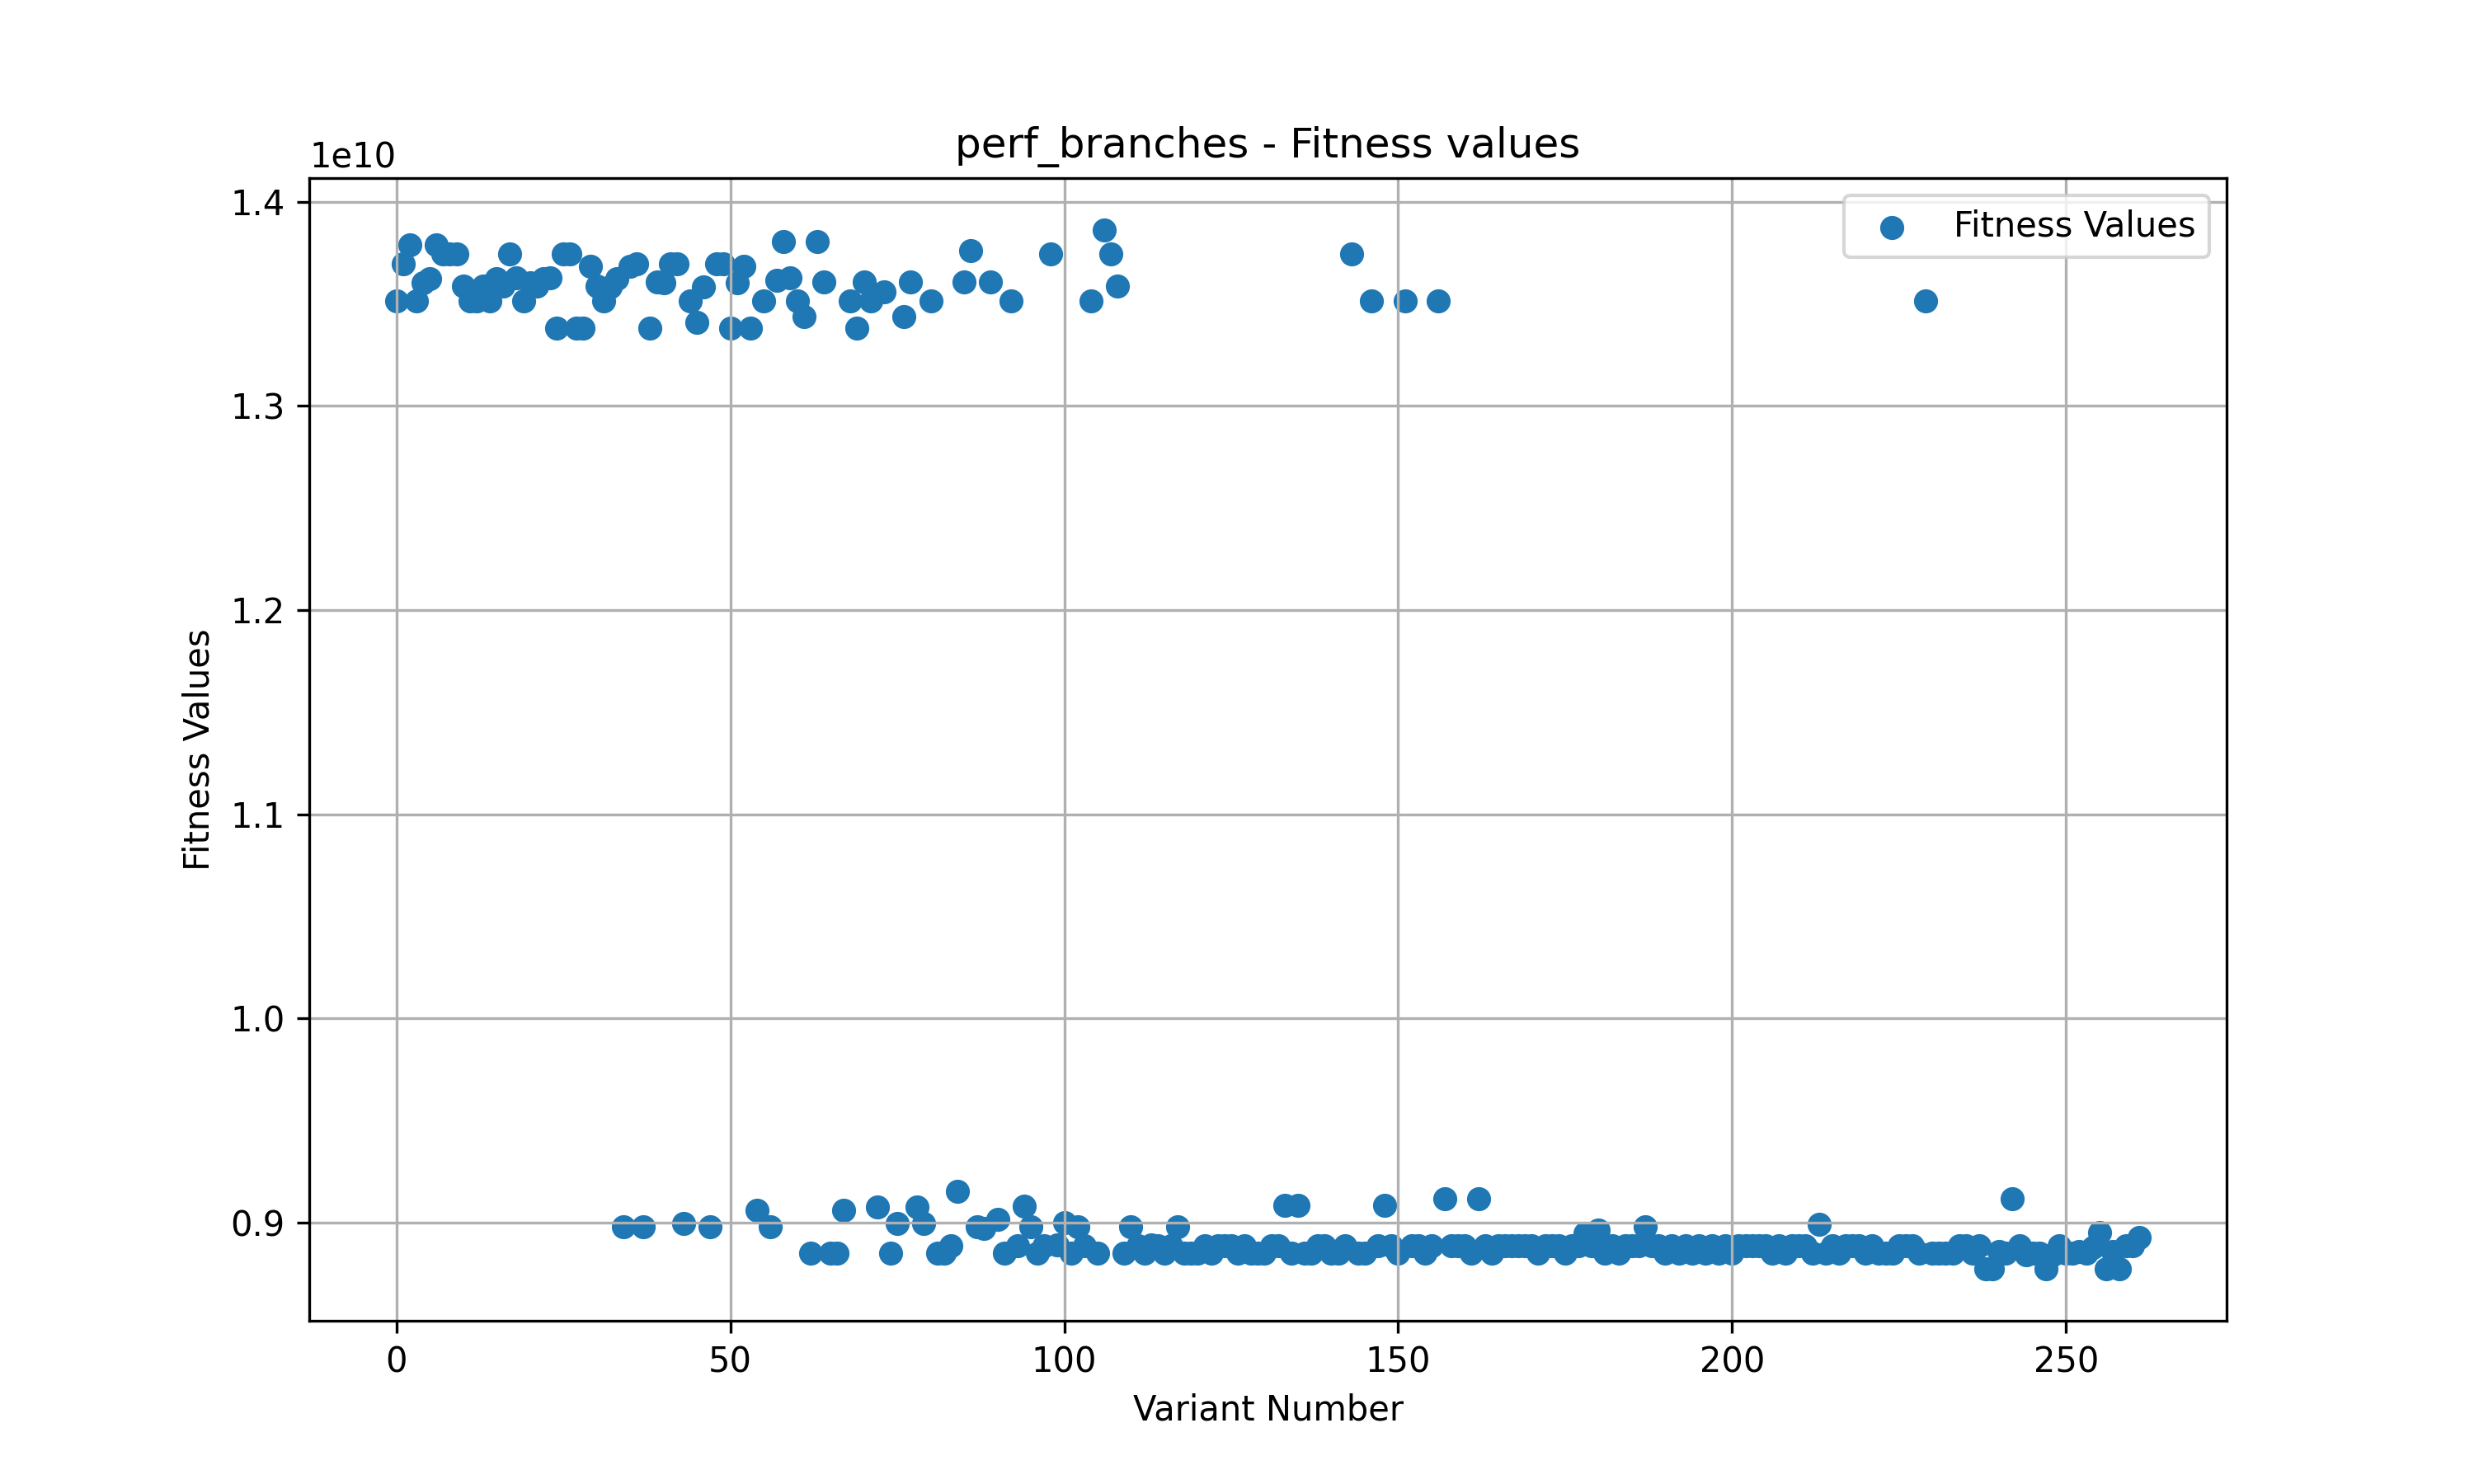 perf_branches - Fitness values
1e10
1.4
1.3
1.2
1.1
1.0
0.9
Fitness Values
Fitness Values
0 50 100 150 200 250
Variant Number